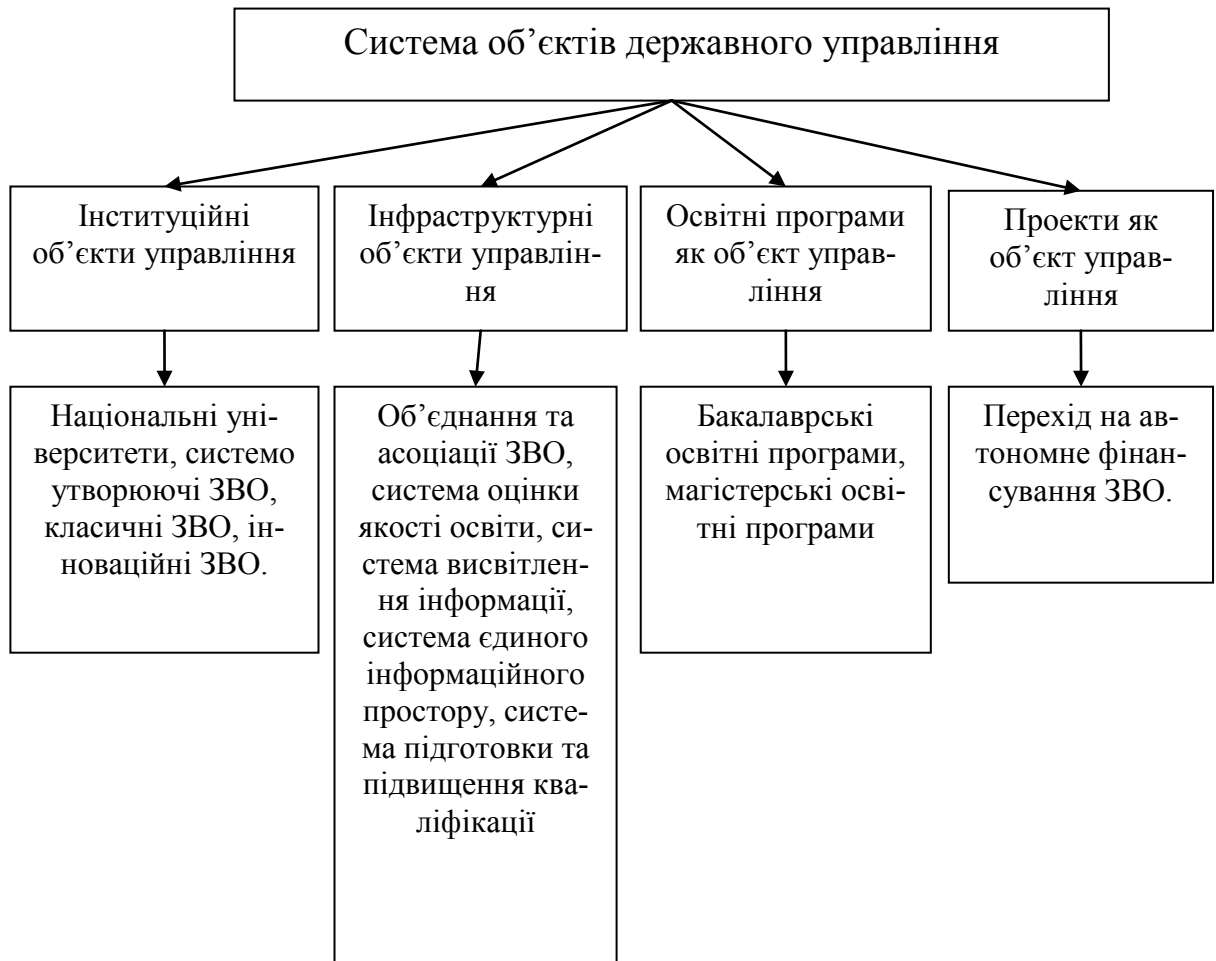 Система об’єктів державного управління
Інституційні
об’єкти управління
Інфраструктурні
об’єкти управлін-
ня
Освітні програми
як об’єкт управ-
ління
Проекти як
об’єкт управ-
ління
Національні уні-
верситети, системо
утворюючі ЗВО,
класичні ЗВО, ін-
новаційні ЗВО.
Об’єднання та
асоціації ЗВО,
система оцінки
якості освіти, си-
стема висвітлен-
ня інформації,
система єдиного
інформаційного
простору, систе-
ма підготовки та
підвищення ква-
ліфікації
Бакалаврські
освітні програми,
магістерські осві-
тні програми
Перехід на ав-
тономне фінан-
сування ЗВО.